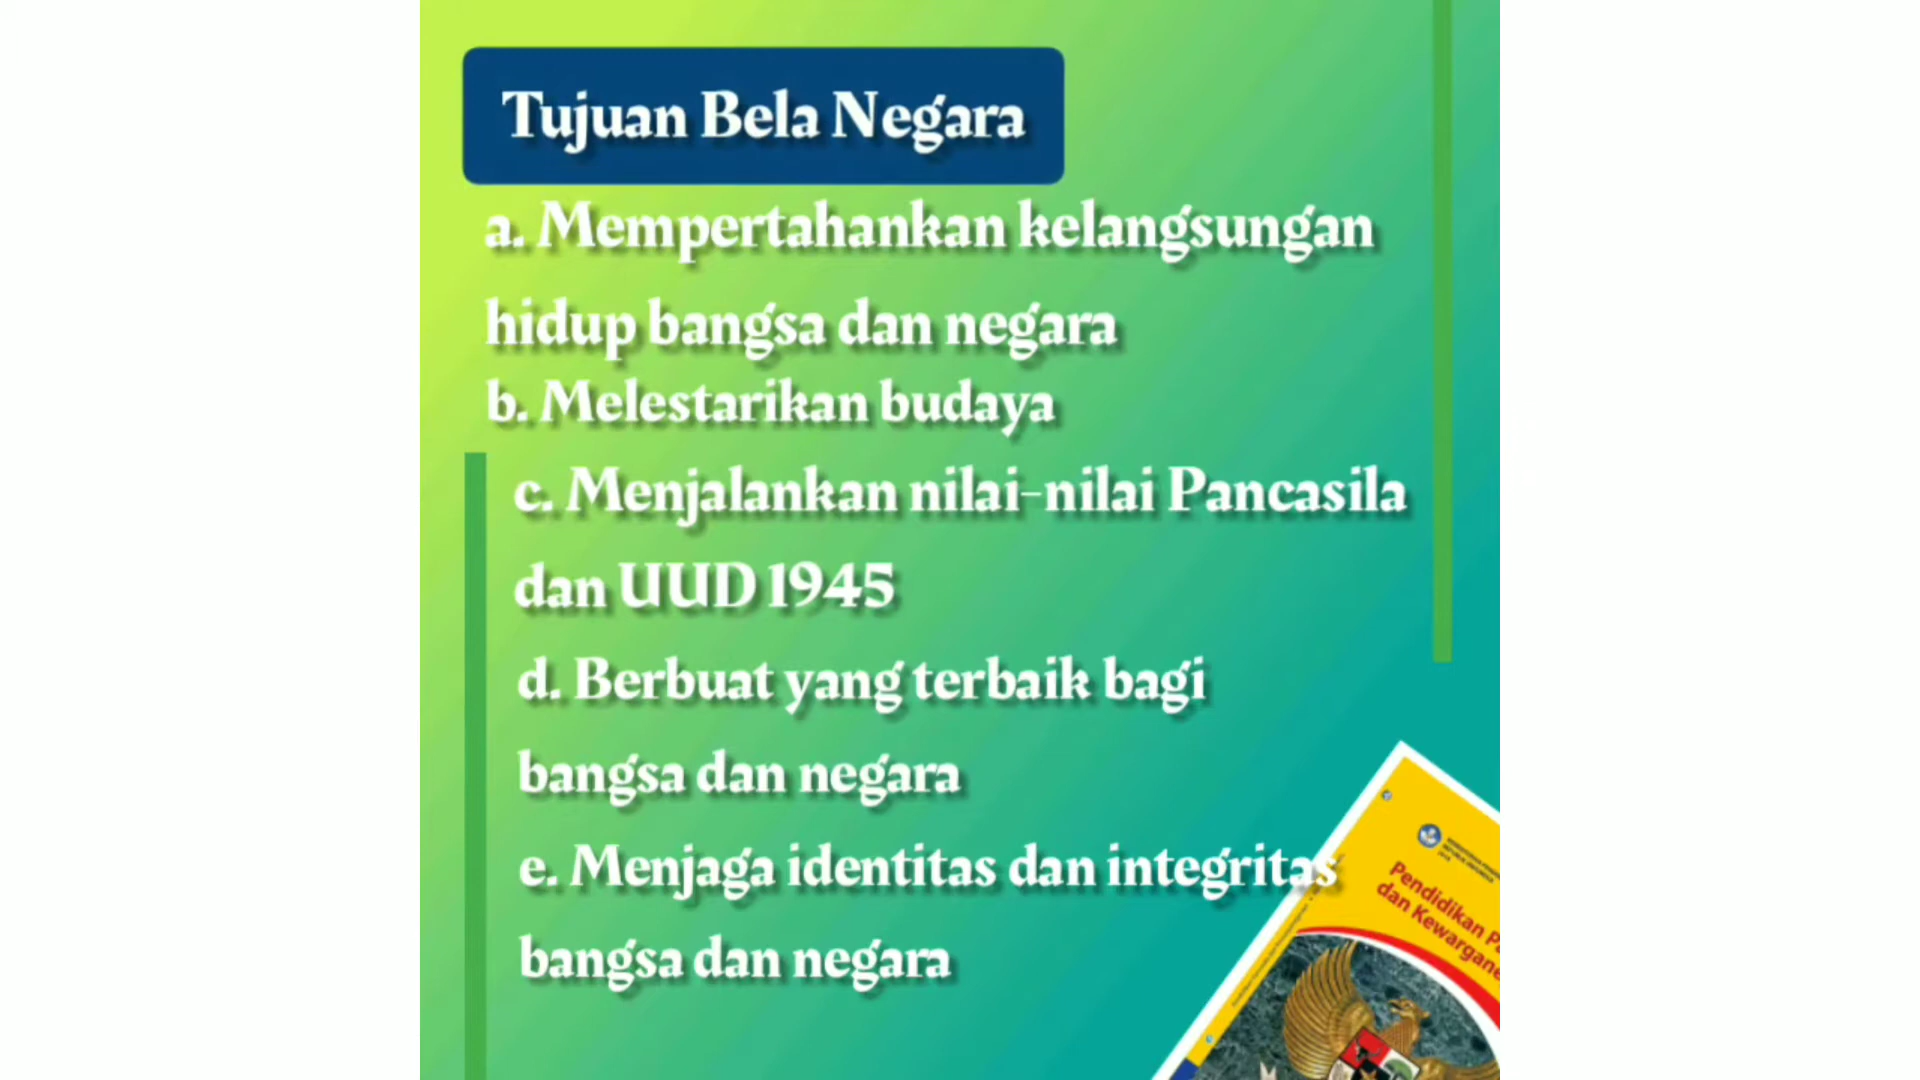 Tujuan Bela Negara
a. Mempertahankan kelangsungan
hidup bangsa dan negara
b. Melestarikan budaya
c. Menjalankan nilai-nilai Pancasila
dan UUD 1945
d. Berbuat yang terbaik bagi
bangsa dan negara
e. Menjaga identitas dan integritas
bangsa dan negara
Pendidikan
dan